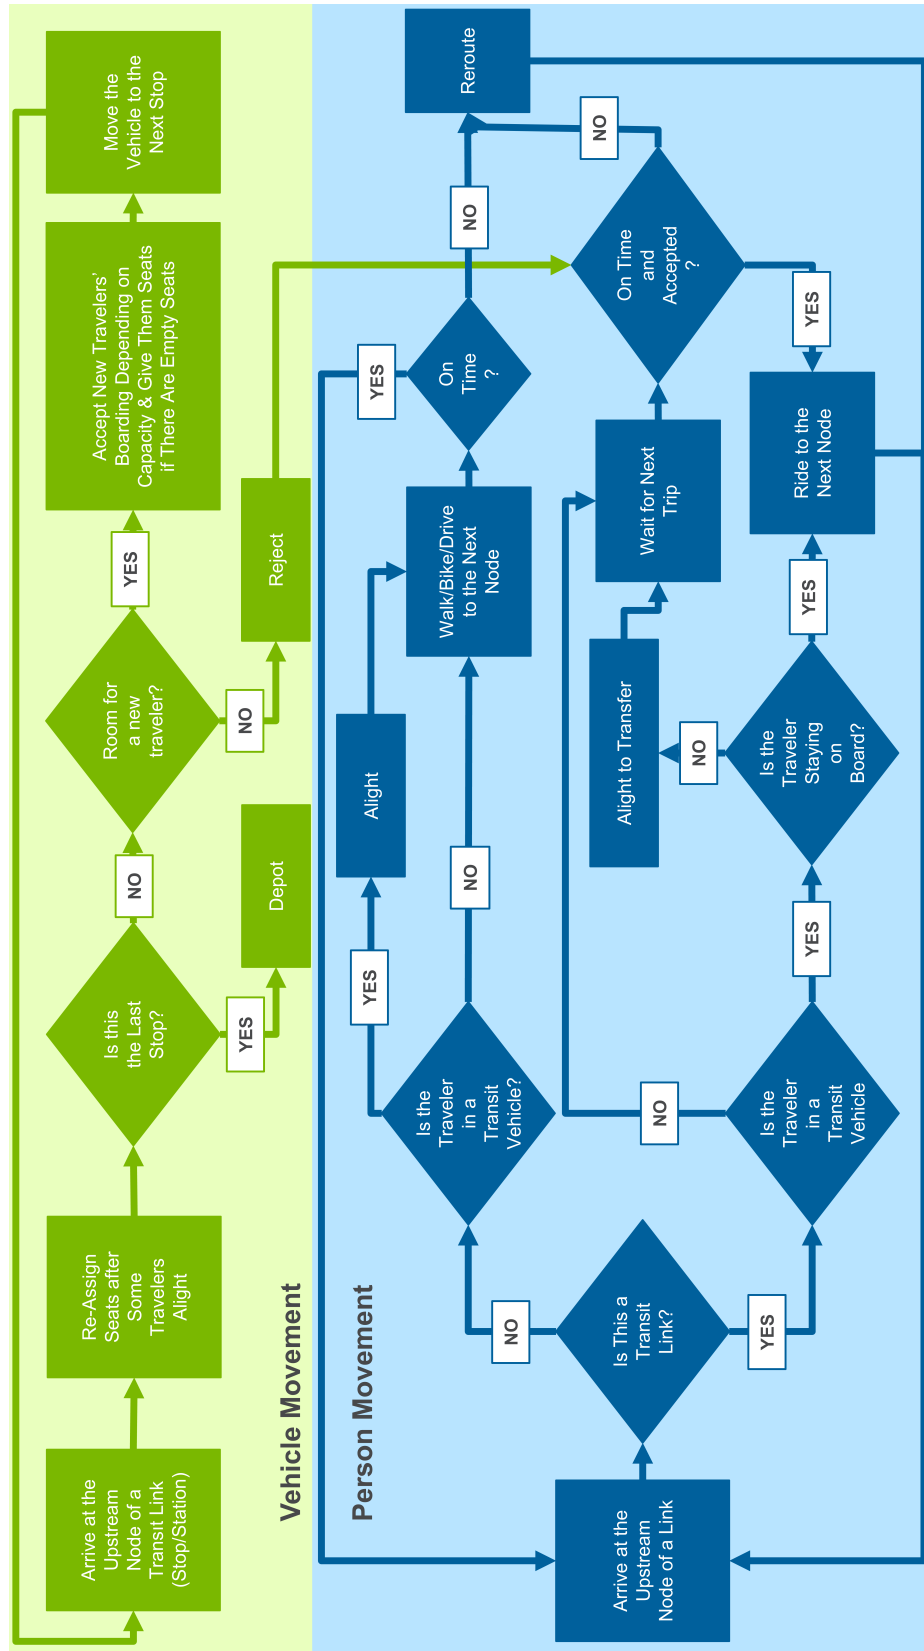 Vehicle Movement
Arrive at the
Upstream
Node of a
Transit Link
(Stop/Station)
Re-Assign
Seats after
Some
Travelers
Alight
Is this
the Last
Stop?
YES
Depot
NO
Room for
a new
traveler?
NO
Reject
YES
Accept New Travelers’
Boarding Depending on
Capacity & Give Them Seats
if There Are Empty Seats
Move the
Vehicle to the
Next Stop
Person Movement
Arrive at the
Upstream
Node of a Link
Is This a
Transit
Link?
NO
Is the
Traveler
in a
Transit
Vehicle?
YES
Alight
NO
Walk/Bike/Drive
to the Next
Node
On
Time
?
YES
NO
Reroute
YES
Is the
Traveler
in a
Transit
Vehicle
NO
YES
Is the
Traveler
Staying
on
Board?
NO
Alight to Transfer
Wait for Next
Trip
On Time
and
Accepted
?
NO
YES
YES
Ride to the
Next Node